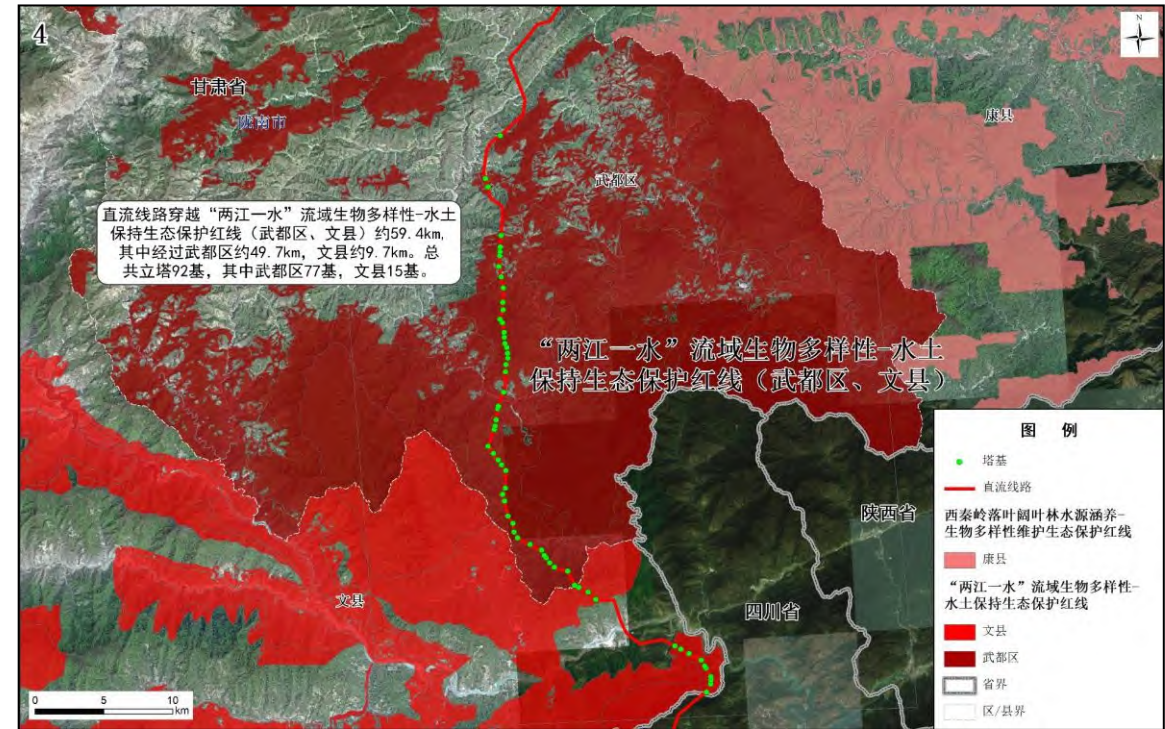 4
N
甘肃省
陇南市
康县
武都区
直流线路穿越“两江一水”流域生物多样性-水土
保持生态保护红线（武都区、文县）约59.4km，
其中经过武都区约49.7km，文县约9.7km。总
共立塔92基，其中武都区77基，文县15基。
“两江一水”流域生物多样性-水土
保持生态保护红线（武都区、文县）
陕西省
文县
四川省
图 例
塔基
直流线路
西秦岭落叶阔叶林水源涵养-
生物多样性维护生态保护红线
康县
“两江一水”流域生物多样性-
水土保持生态保护红线
文县
武都区
省界
区/县界
0 5 10
km